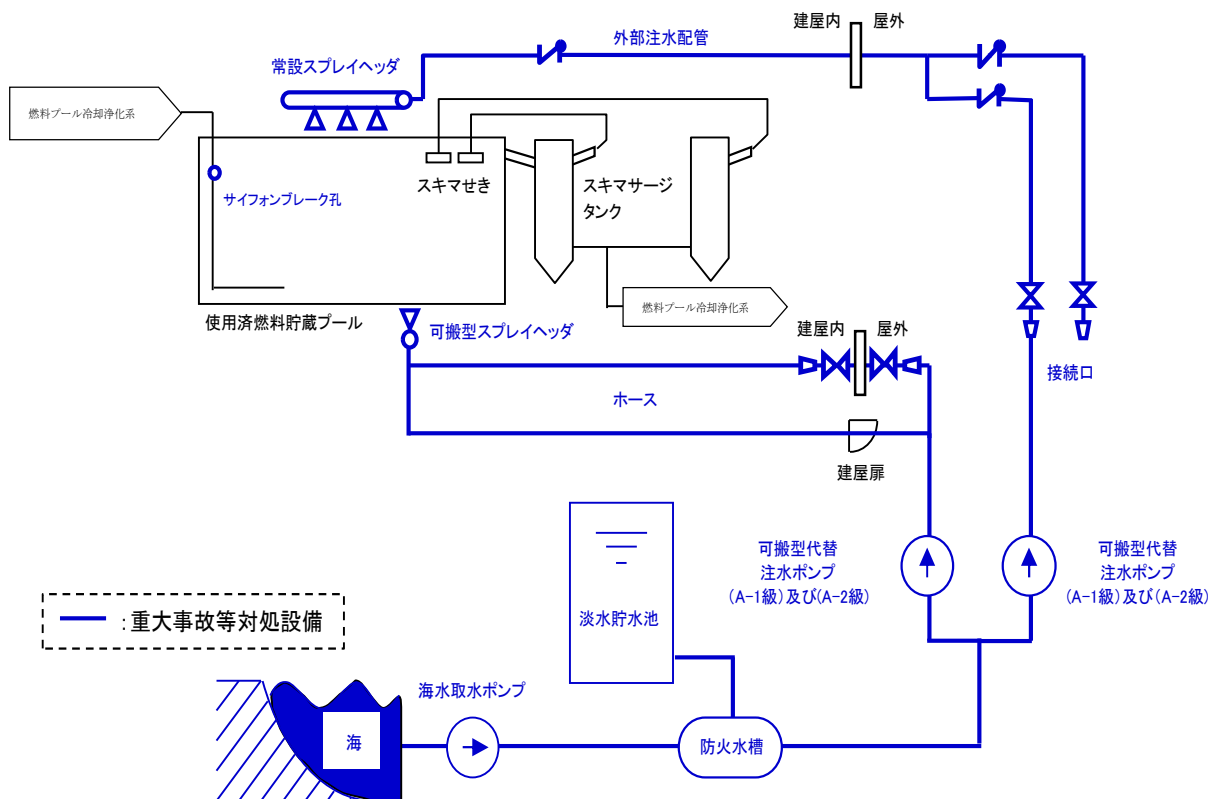 建屋内
屋外
外部注水配管
常設スプレイヘッダ
燃料プール冷却浄化系
スキマせき
スキマサージ
タンク
サイフォンブレーク孔
燃料プール冷却浄化系
使用済燃料貯蔵プール
可搬型スプレイヘッダ
建屋内
屋外
接続口
ホース
建屋扉
可搬型代替
注水ポンプ
(A-1級)及び(A-2級)
可搬型代替
注水ポンプ
(A-1級)及び(A-2級)
淡水貯水池
:重大事故等対処設備
海水取水ポンプ
海
防火水槽